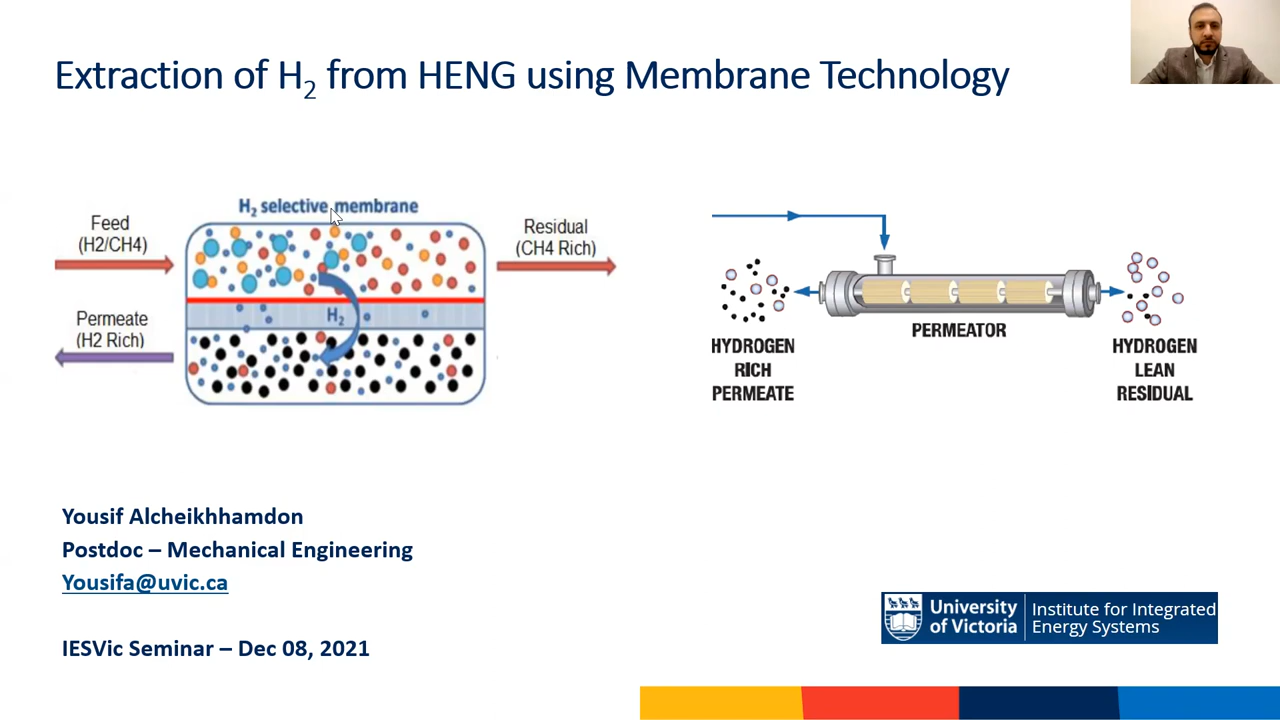 Extraction of H₂ from HENG using Membrane Technology
H₂ selective membrane
Feed
(H2/CH4)
Residual
(CH4 Rich)
Permeate
(H2 Rich)
H₂
PERMEATOR
HYDROGEN
RICH
PERMEATE
HYDROGEN
LEAN
RESIDUAL
Yousif Alcheikhhamdon
Postdoc – Mechanical Engineering
Yousifa@uvic.ca
IESVic Seminar – Dec 08, 2021
University
of Victoria
Institute for Integrated
Energy Systems